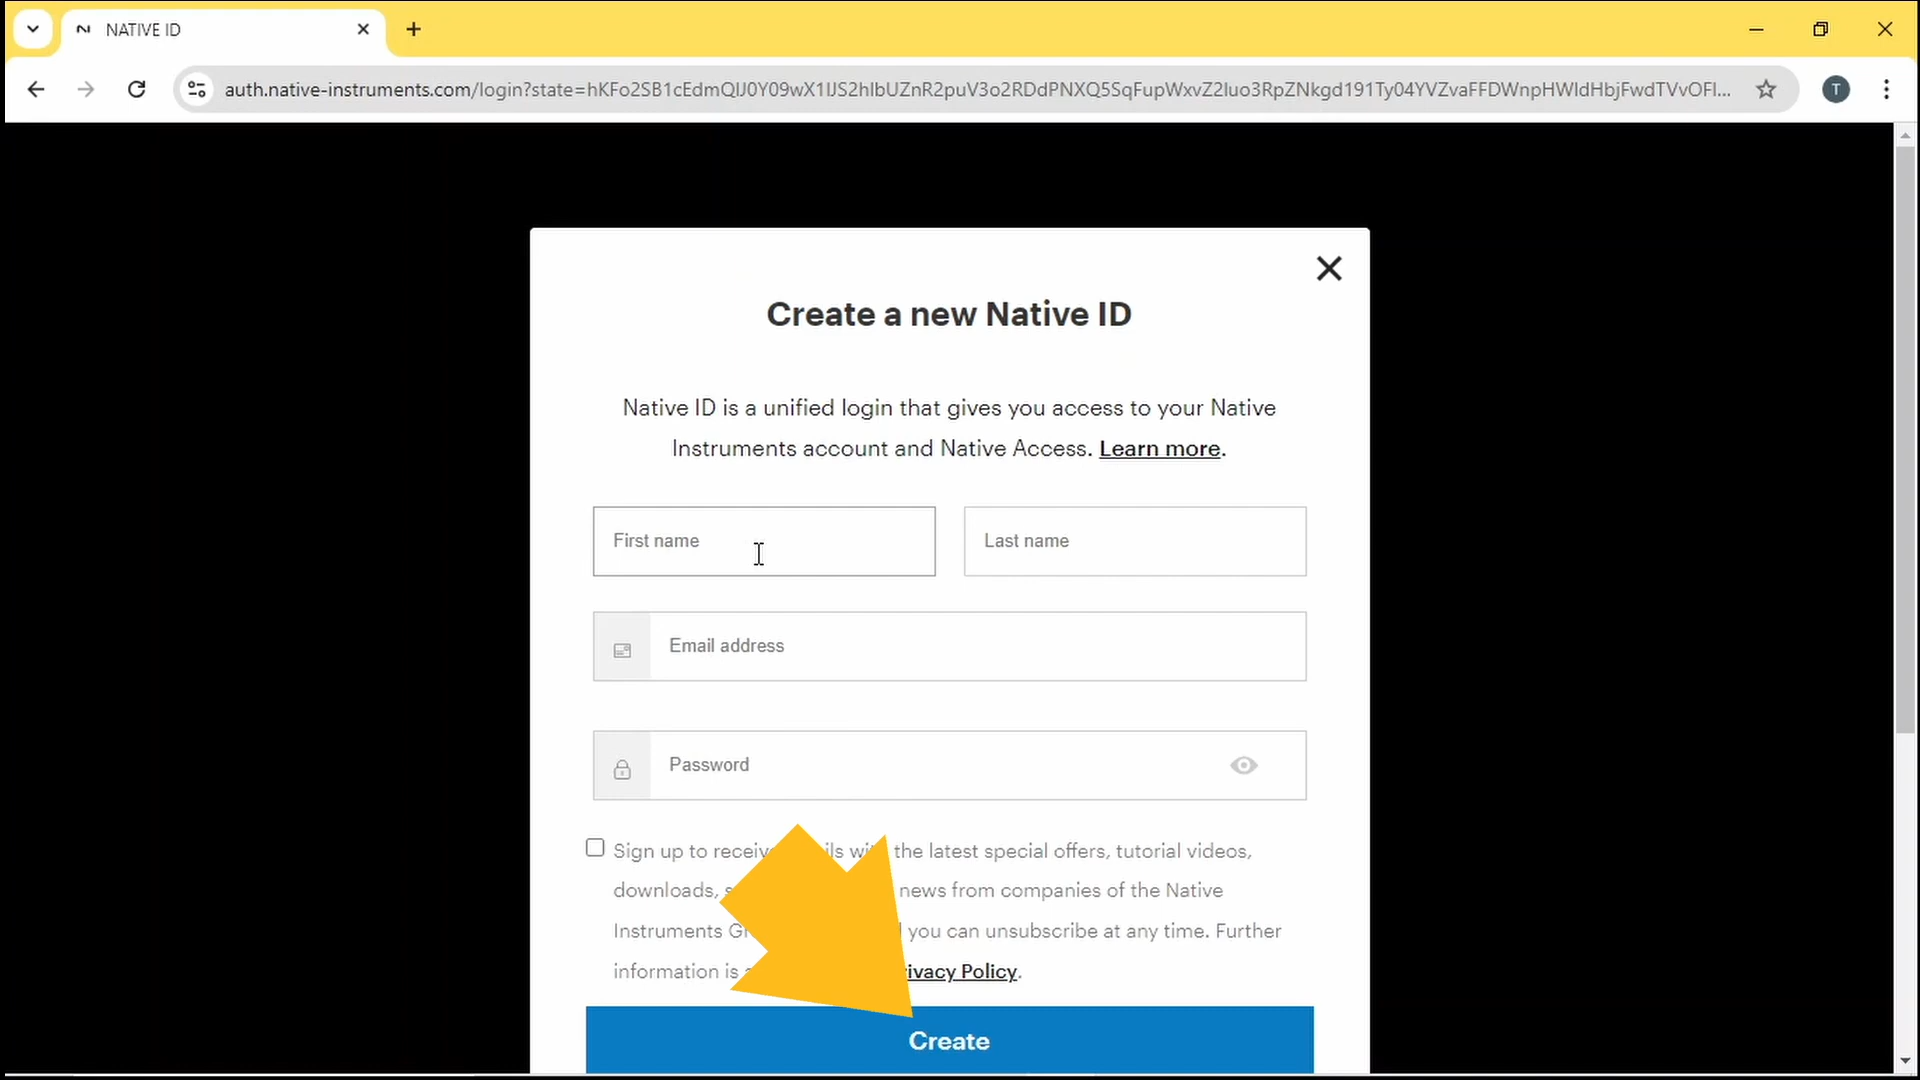 NATIVE ID
auth.native-instruments.com/login?state=
T
Create a new Native ID
Native ID is a unified login that gives you access to your Native
Instruments account and Native Access. Learn more.
First name
Last name
Email address
Password
Sign up to the latest special offers, tutorial videos,
downloads, news from companies of the Native
Instruments you can unsubscribe at any time. Further
information is Policy.
Create